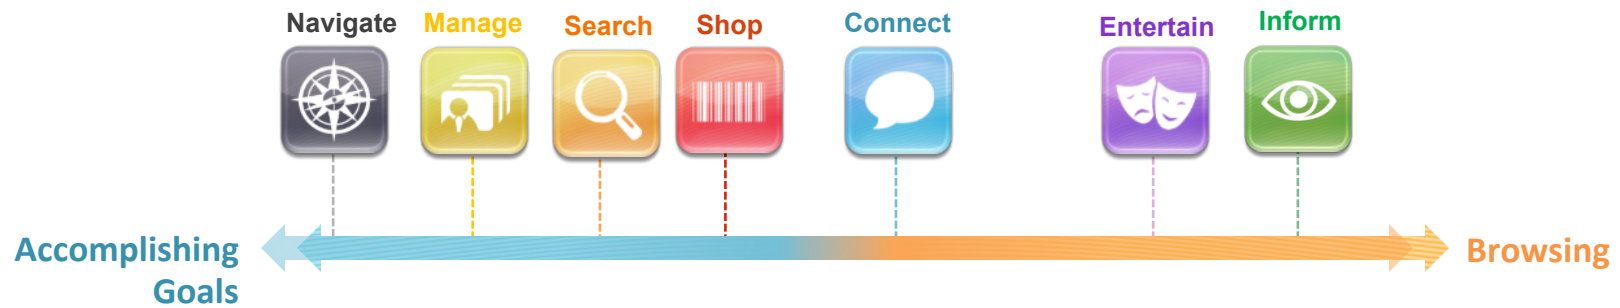 Navigate
Manage
Search
Shop
Connect
Entertain
Inform
Accomplishing
Goals
Browsing